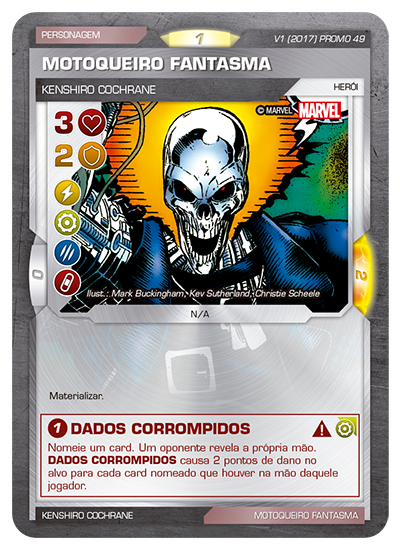 PERSONAGEM
1
V1 (2017) PROMO 49
MOTOQUEIRO FANTASMA
KENSHIRO COCHRANE
HERÓI
© MARVEL MARVEL
3
2
0
2
Ilust.: Mark Buckingham, Kev Sutherland, Christie Scheele
N/A
Materializar.
1 DADOS CORROMPIDOS
Nomeie um card. Um oponente revela a própria mão.
DADOS CORROMPIDOS causa 2 pontos de dano no
alvo para cada card nomeado que houver na mão daquele
jogador.
KENSHIRO COCHRANE
MOTOQUEIRO FANTASMA